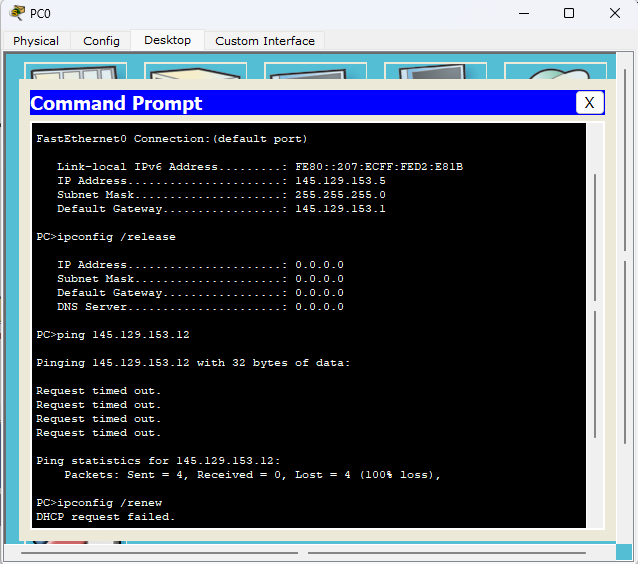 PC0
Physical Config Desktop Custom Interface
Command Prompt X
FastEthernet0 Connection:(default port)
Link-local IPv6 Address.........: FE80::207:ECFF:FED2:E81B
IP Address......................: 145.129.153.5
Subnet Mask.....................: 255.255.255.0
Default Gateway.................: 145.129.153.1
PC>ipconfig /release
IP Address......................: 0.0.0.0
Subnet Mask.....................: 0.0.0.0
Default Gateway.................: 0.0.0.0
DNS Server......................: 0.0.0.0
PC>ping 145.129.153.12
Pinging 145.129.153.12 with 32 bytes of data:
Request timed out.
Request timed out.
Request timed out.
Request timed out.
Ping statistics for 145.129.153.12:
Packets: Sent = 4, Received = 0, Lost = 4 (100% loss),
PC>ipconfig /renew
DHCP request failed.